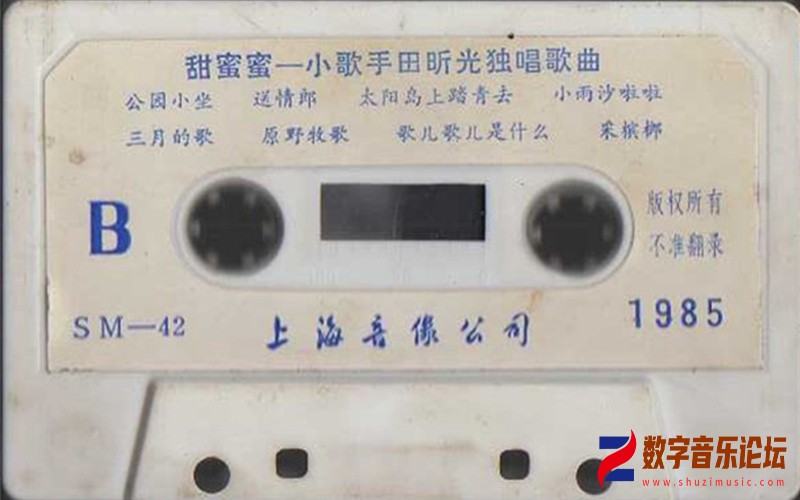 甜蜜蜜—小歌手田昕光独唱歌曲
公园小坐 送情郎 太阳岛上踏青去 小雨沙啦啦
三月的歌 原野牧歌 歌儿歌儿是什么 采槟榔
B
版权所有
不准翻录
SM—42 上海音像公司 1985
数字音乐论坛
www.shuzimusic.com